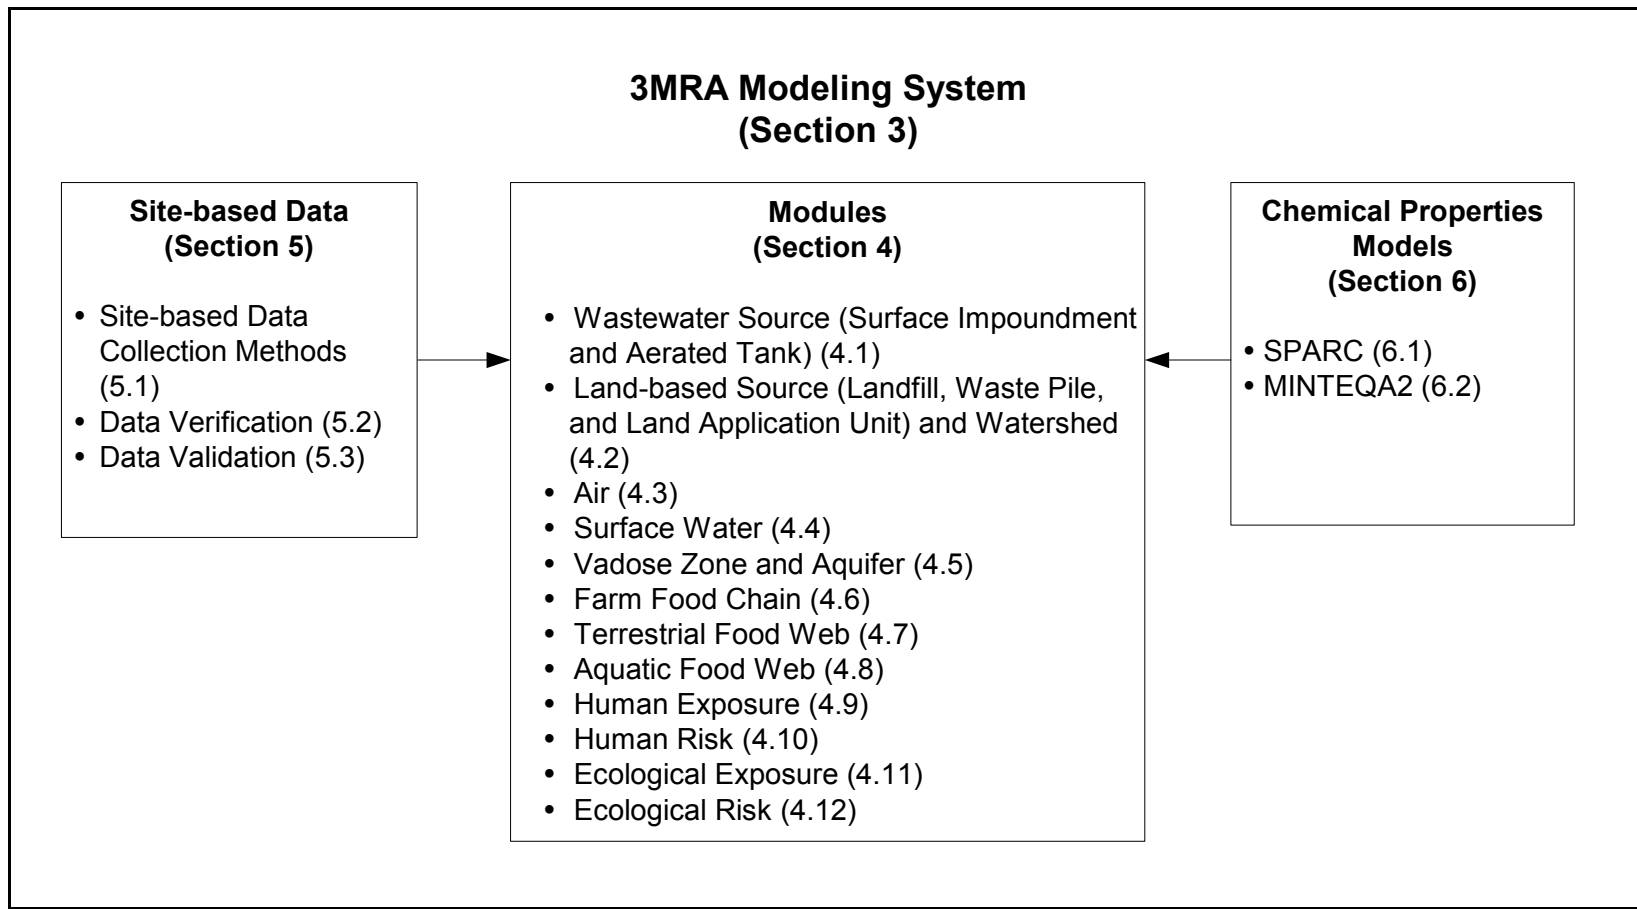 3MRA Modeling System
(Section 3)
Site-based Data
(Section 5)
• Site-based Data
Collection Methods
(5.1)
• Data Verification (5.2)
• Data Validation (5.3)
Modules
(Section 4)
• Wastewater Source (Surface Impoundment
and Aerated Tank) (4.1)
• Land-based Source (Landfill, Waste Pile,
and Land Application Unit) and Watershed
(4.2)
• Air (4.3)
• Surface Water (4.4)
• Vadose Zone and Aquifer (4.5)
• Farm Food Chain (4.6)
• Terrestrial Food Web (4.7)
• Aquatic Food Web (4.8)
• Human Exposure (4.9)
• Human Risk (4.10)
• Ecological Exposure (4.11)
• Ecological Risk (4.12)
Chemical Properties
Models
(Section 6)
• SPARC (6.1)
• MINTEQA2 (6.2)